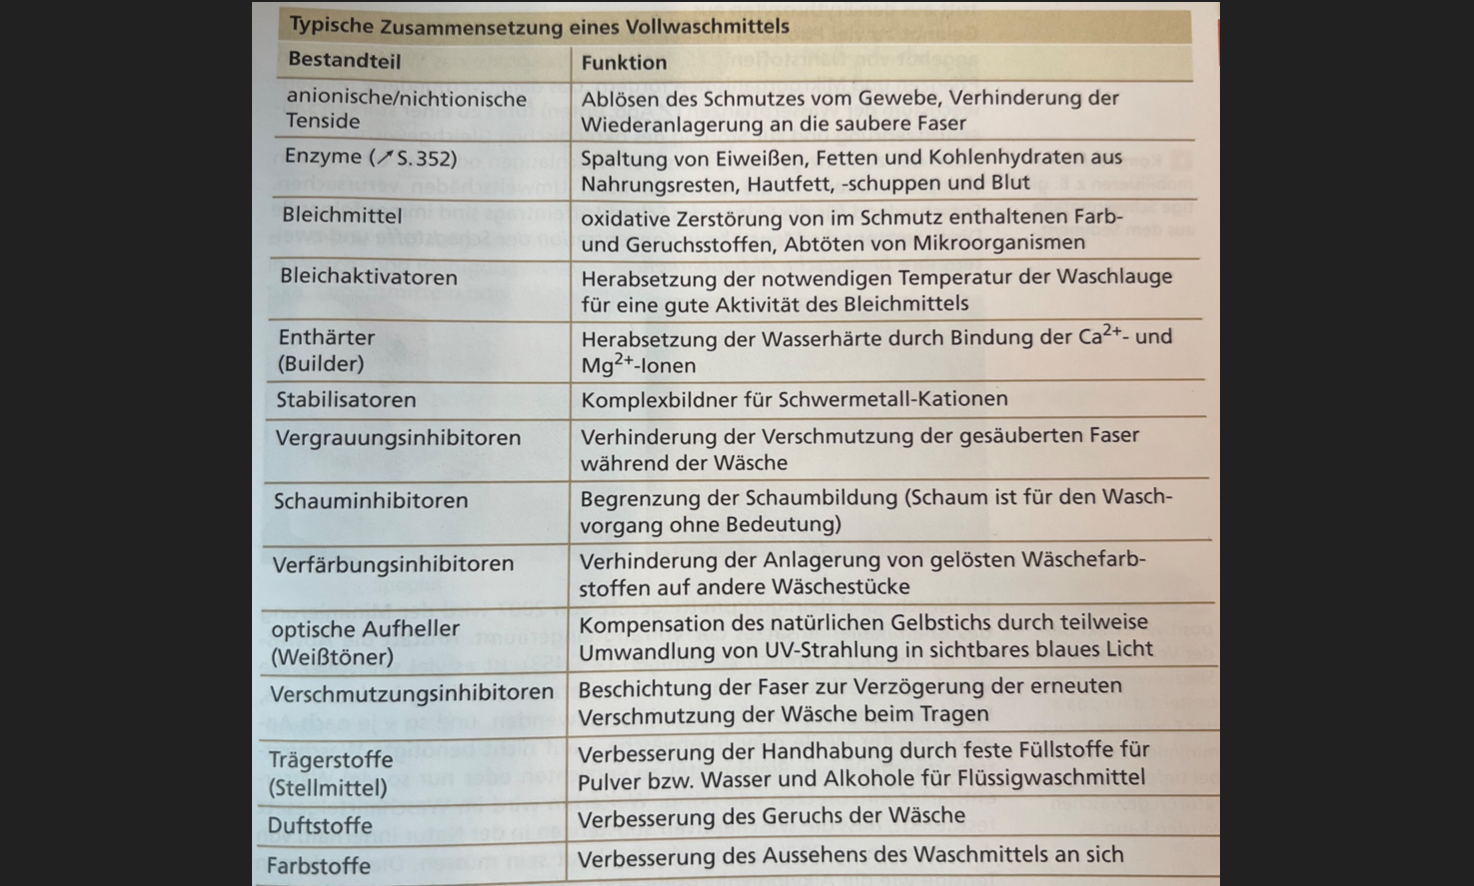 Typische Zusammensetzung eines Vollwaschmittels
Bestandteil
Funktion
anionische/nichtionische
Tenside
Ablösen des Schmutzes vom Gewebe, Verhinderung der
Wiederanlagerung an die saubere Faser
Enzyme (↗ S. 352)
Spaltung von Eiweißen, Fetten und Kohlenhydraten aus
Nahrungsresten, Hautfett, -schuppen und Blut
Bleichmittel
oxidative Zerstörung von im Schmutz enthaltenen Farb-
und Geruchsstoffen, Abtöten von Mikroorganismen
Bleichaktivatoren
Herabsetzung der notwendigen Temperatur der Waschlauge
für eine gute Aktivität des Bleichmittels
Enthärter
(Builder)
Herabsetzung der Wasserhärte durch Bindung der Ca²⁺- und
Mg²⁺-Ionen
Stabilisatoren
Komplexbildner für Schwermetall-Kationen
Vergrauungsinhibitoren
Verhinderung der Verschmutzung der gesäuberten Faser
während der Wäsche
Schauminhibitoren
Begrenzung der Schaumbildung (Schaum ist für den Wasch-
vorgang ohne Bedeutung)
Verfärbungsinhibitoren
Verhinderung der Anlagerung von gelösten Wäschefarb-
stoffen auf andere Wäschestücke
optische Aufheller
(Weißtöner)
Kompensation des natürlichen Gelbstichs durch teilweise
Umwandlung von UV-Strahlung in sichtbares blaues Licht
Verschmutzungsinhibitoren
Beschichtung der Faser zur Verzögerung der erneuten
Verschmutzung der Wäsche beim Tragen
Trägerstoffe
(Stellmittel)
Verbesserung der Handhabung durch feste Füllstoffe für
Pulver bzw. Wasser und Alkohole für Flüssigwaschmittel
Duftstoffe
Verbesserung des Geruchs der Wäsche
Farbstoffe
Verbesserung des Aussehens des Waschmittels an sich